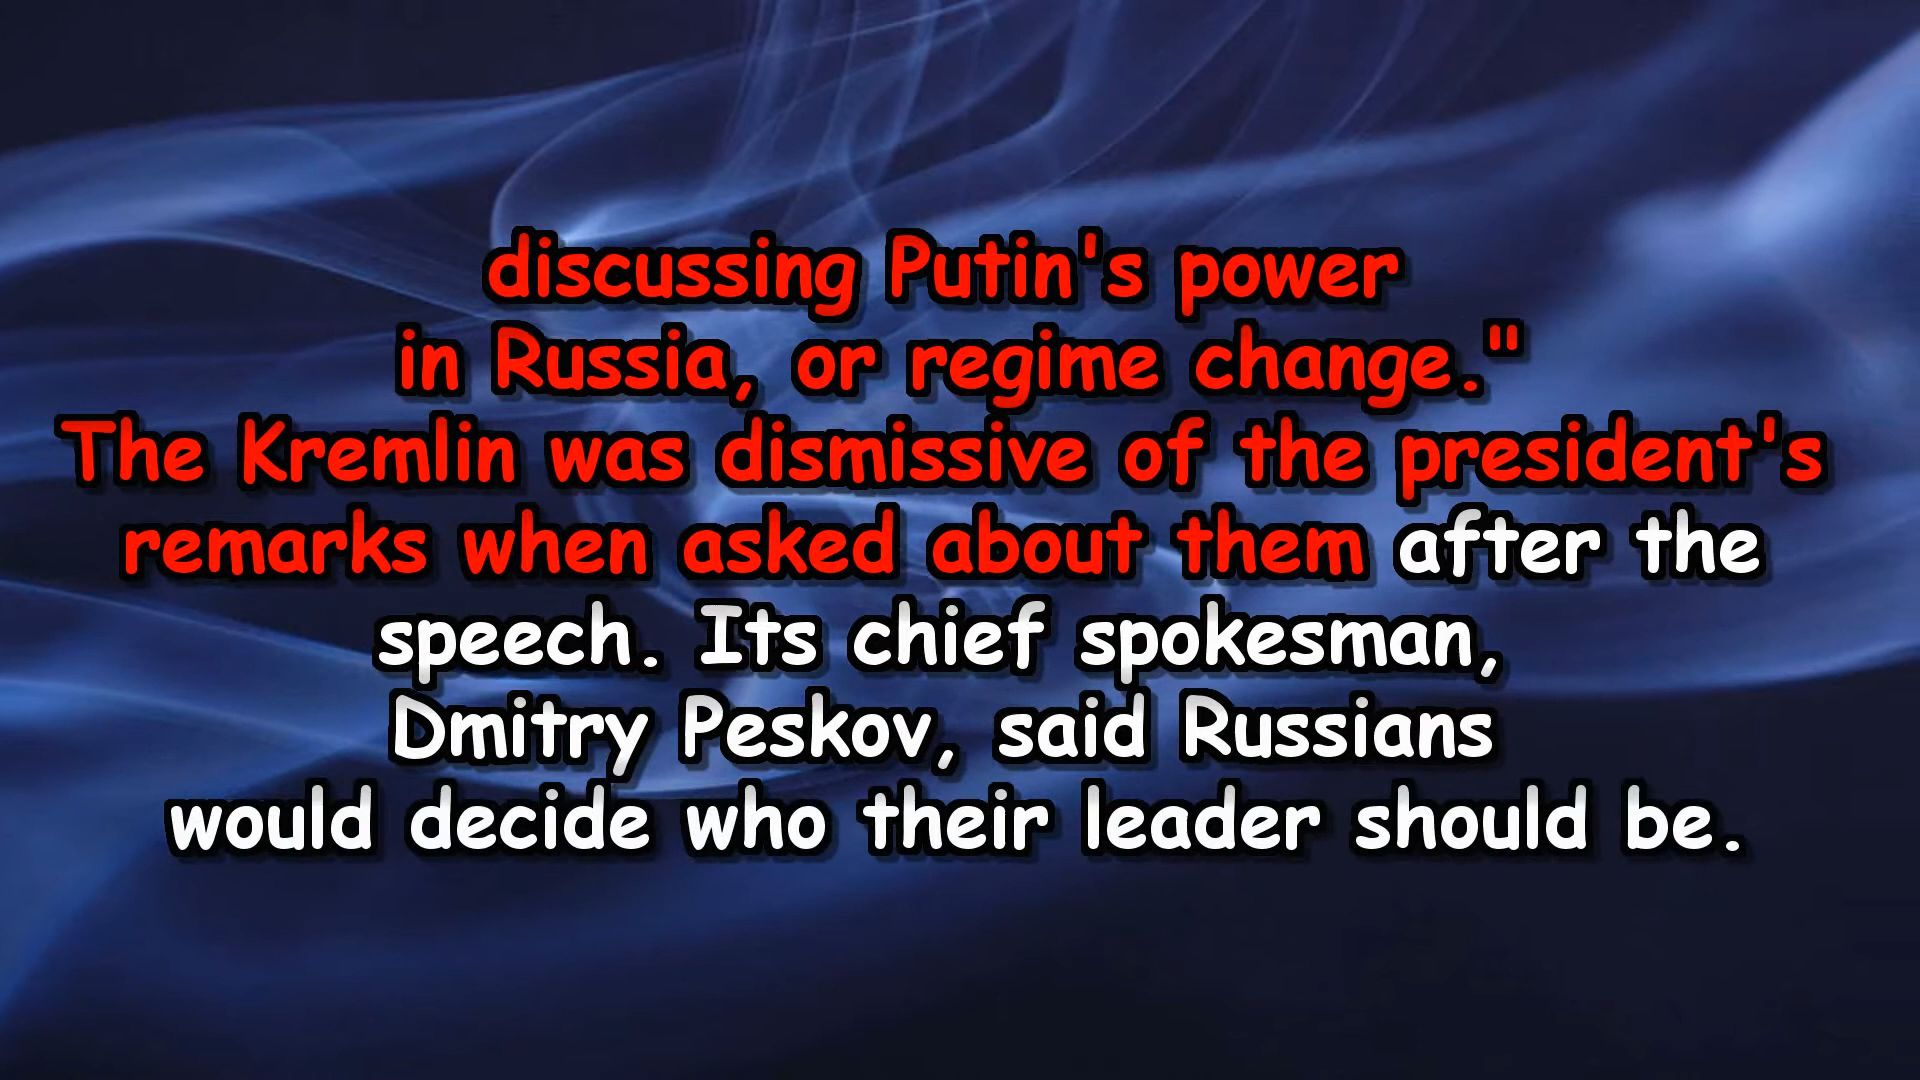 discussing Putin's power
in Russia, or regime change."
The Kremlin was dismissive of the president's
remarks when asked about them after the
speech. Its chief spokesman,
Dmitry Peskov, said Russians
would decide who their leader should be.